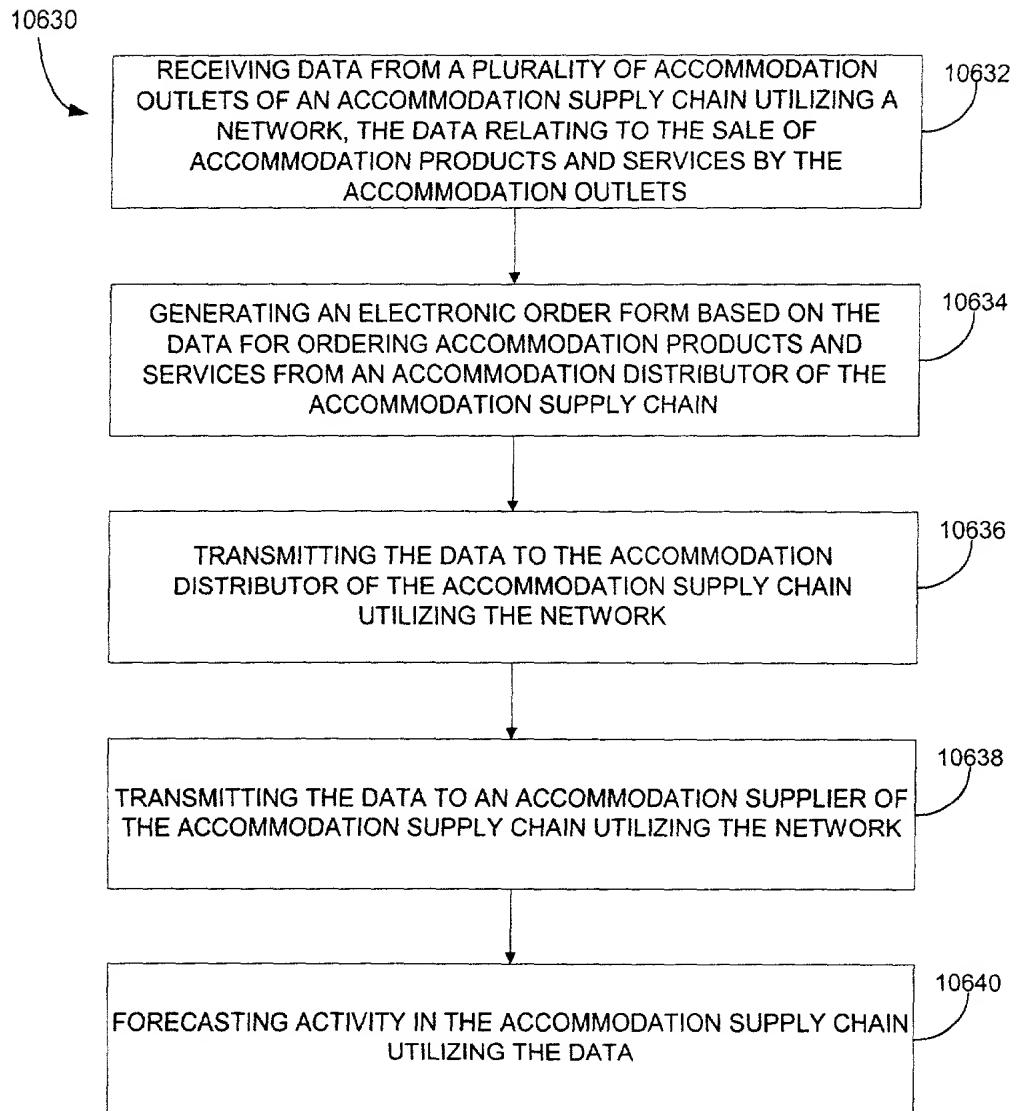 10630
RECEIVING DATA FROM A PLURALITY OF ACCOMMODATION
OUTLETS OF AN ACCOMMODATION SUPPLY CHAIN UTILIZING A
NETWORK, THE DATA RELATING TO THE SALE OF
ACCOMMODATION PRODUCTS AND SERVICES BY THE
ACCOMMODATION OUTLETS
10632
GENERATING AN ELECTRONIC ORDER FORM BASED ON THE
DATA FOR ORDERING ACCOMMODATION PRODUCTS AND
SERVICES FROM AN ACCOMMODATION DISTRIBUTOR OF THE
ACCOMMODATION SUPPLY CHAIN
10634
TRANSMITTING THE DATA TO THE ACCOMMODATION
DISTRIBUTOR OF THE ACCOMMODATION SUPPLY CHAIN
UTILIZING THE NETWORK
10636
TRANSMITTING THE DATA TO AN ACCOMMODATION SUPPLIER OF
THE ACCOMMODATION SUPPLY CHAIN UTILIZING THE NETWORK
10638
FORECASTING ACTIVITY IN THE ACCOMMODATION SUPPLY CHAIN
UTILIZING THE DATA
10640